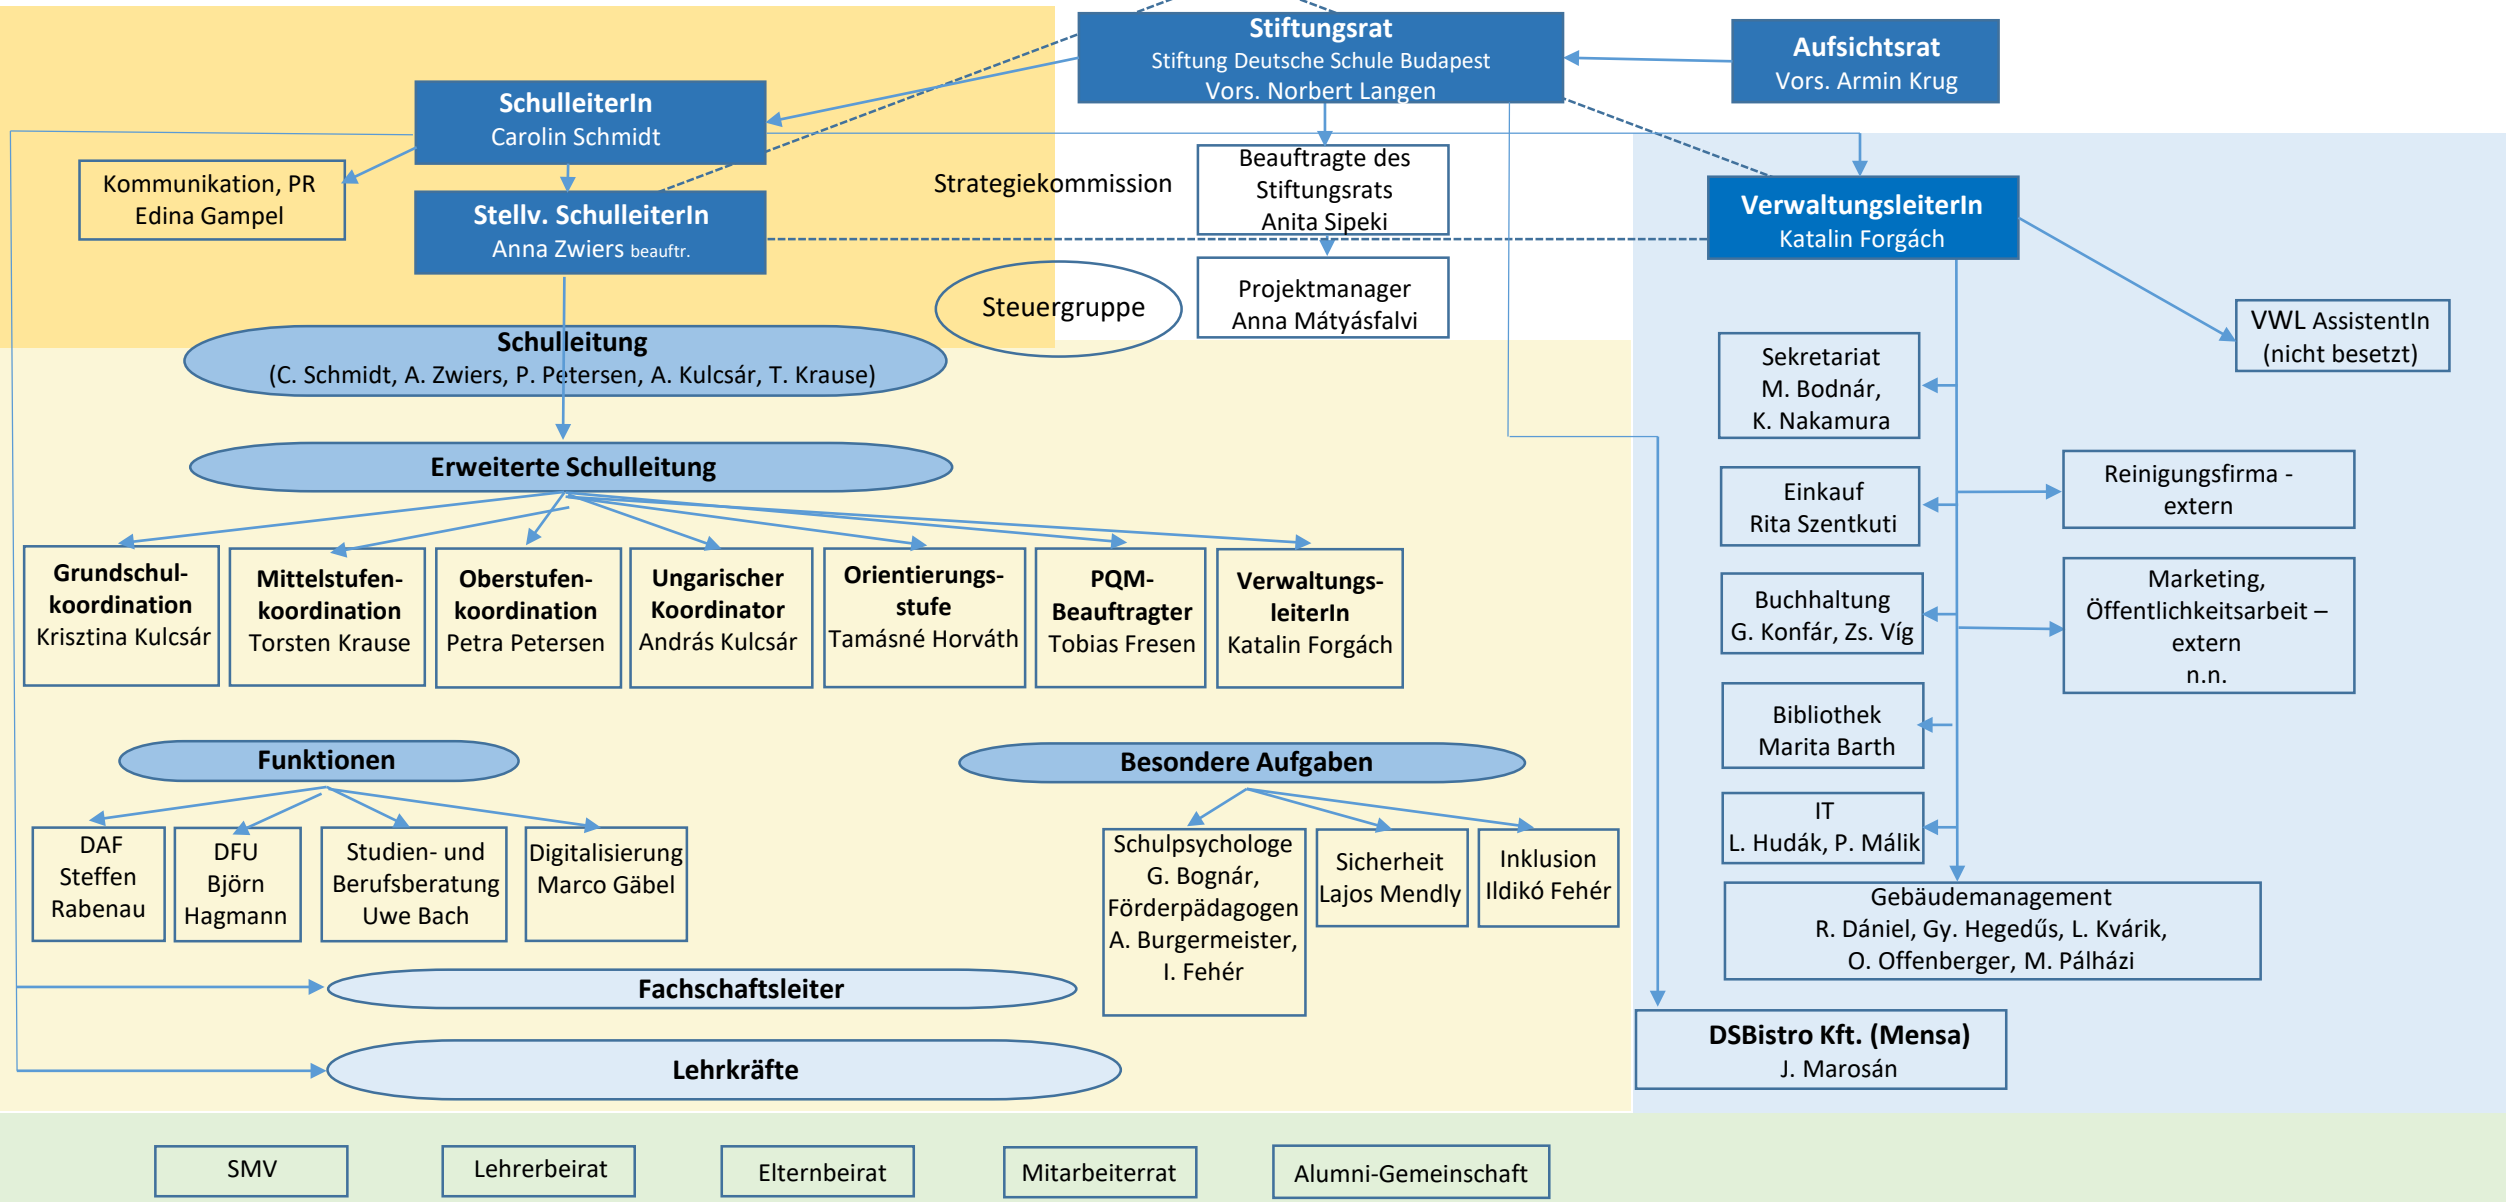 Stiftungsrat
Stiftung Deutsche Schule Budapest
Vors. Norbert Langen
Aufsichtsrat
Vors. Armin Krug
SchulleiterIn
Carolin Schmidt
Kommunikation, PR
Edina Gampel
Stellv. SchulleiterIn
Anna Zwiers beauftr.
Strategiekommission
Beauftragte des
Stiftungsrats
Anita Sipeki
VerwaltungsleiterIn
Katalin Forgách
Steuergruppe
Projektmanager
Anna Mátyásfalvi
VWL AssistentIn
(nicht besetzt)
Schulleitung
(C. Schmidt, A. Zwiers, P. Petersen, A. Kulcsár, T. Krause)
Sekretariat
M. Bodnár,
K. Nakamura
Erweiterte Schulleitung
Einkauf
Rita Szentkuti
Reinigungsfirma -
extern
Grundschul-
koordination
Krisztina Kulcsár
Mittelstufen-
koordination
Torsten Krause
Oberstufen-
koordination
Petra Petersen
Ungarischer
Koordinator
András Kulcsár
Orientierungs-
stufe
Tamásné Horváth
PQM-
Beauftragter
Tobias Fresen
Verwaltungs-
leiterIn
Katalin Forgách
Buchhaltung
G. Konfár, Zs. Víg
Marketing,
Öffentlichkeitsarbeit –
extern
n.n.
Bibliothek
Marita Barth
Funktionen
Besondere Aufgaben
IT
L. Hudák, P. Málik
DAF
Steffen
Rabenau
DFU
Björn
Hagmann
Studien- und
Berufsberatung
Uwe Bach
Digitalisierung
Marco Gäbel
Schulpsychologe
G. Bognár,
Förderpädagogen
A. Burgermeister,
I. Fehér
Sicherheit
Lajos Mendly
Inklusion
Ildikó Fehér
Gebäudemanagement
R. Dániel, Gy. Hegedűs, L. Kvárik,
O. Offenberger, M. Pálházi
Fachschaftsleiter
DSBistro Kft. (Mensa)
J. Marosán
Lehrkräfte
SMV
Lehrerbeirat
Elternbeirat
Mitarbeiterrat
Alumni-Gemeinschaft